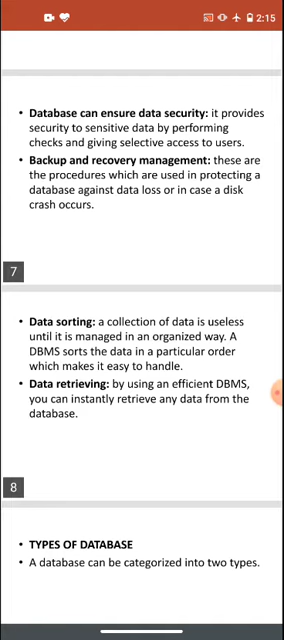 2:15
• Database can ensure data security: it provides
security to sensitive data by performing
checks and giving selective access to users.
• Backup and recovery management: these are
the procedures which are used in protecting a
database against data loss or in case a disk
crash occurs.
7
• Data sorting: a collection of data is useless
until it is managed in an organized way. A
DBMS sorts the data in a particular order
which makes it easy to handle.
• Data retrieving: by using an efficient DBMS,
you can instantly retrieve any data from the
database.
8
• TYPES OF DATABASE
• A database can be categorized into two types.